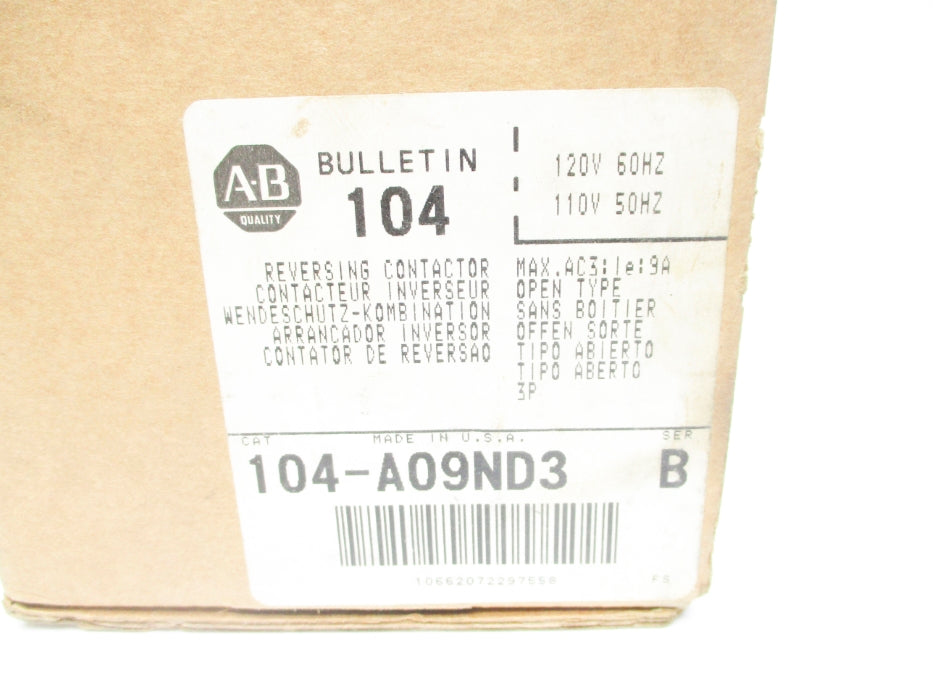 A·B
QUALITY
BULLETIN
104
120V 60HZ
110V 50HZ
REVERSING CONTACTOR
CONTACTEUR INVERSEUR
WENDESCHUTZ-KOMBINATION
ARRANCADOR INVERSOR
CONTATOR DE REVERSAO
MAX.AC3:Ie:9A
OPEN TYPE
SANS BOITIER
OFFEN SORTE
TIPO ABIERTO
TIPO ABERTO
3P
CAT MADE IN U.S.A. SER
104-A09ND3 B
10662072297558 FS